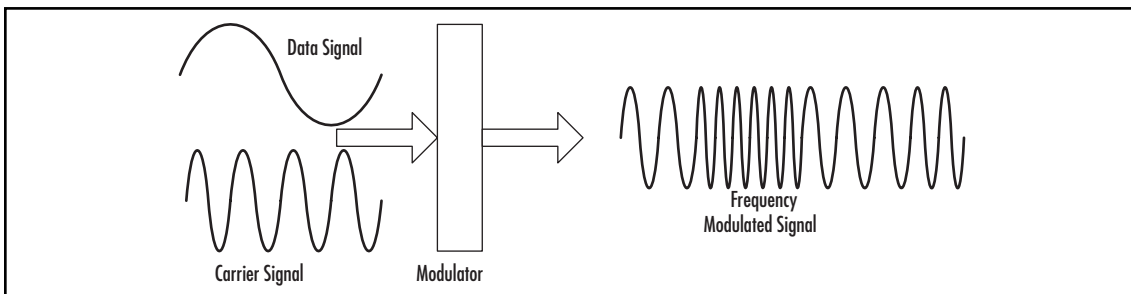 Data Signal
Carrier Signal
Modulator
Frequency
Modulated Signal